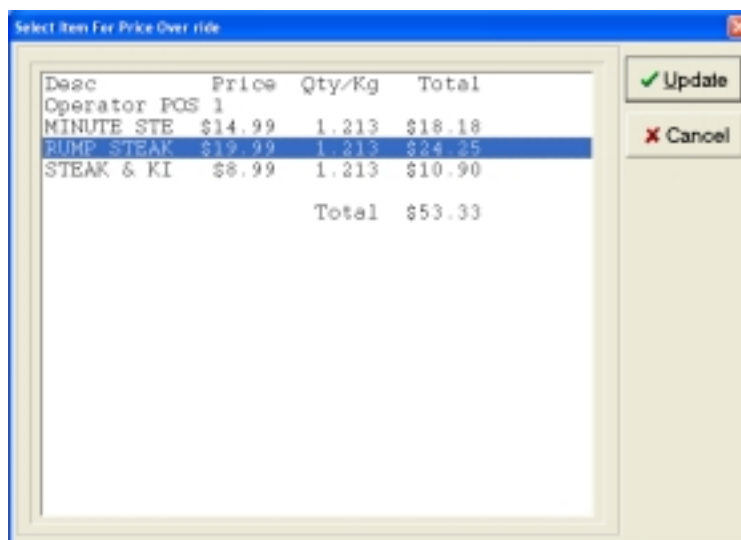 Select Item For Price Over ride
Desc Price Qty/Kg Total
Operator POS 1
MINUTE STE $14.99 1.213 $18.18
RUMP STEAK $19.99 1.213 $24.25
STEAK & KI $8.99 1.213 $10.90
Total $53.33
Update
Cancel